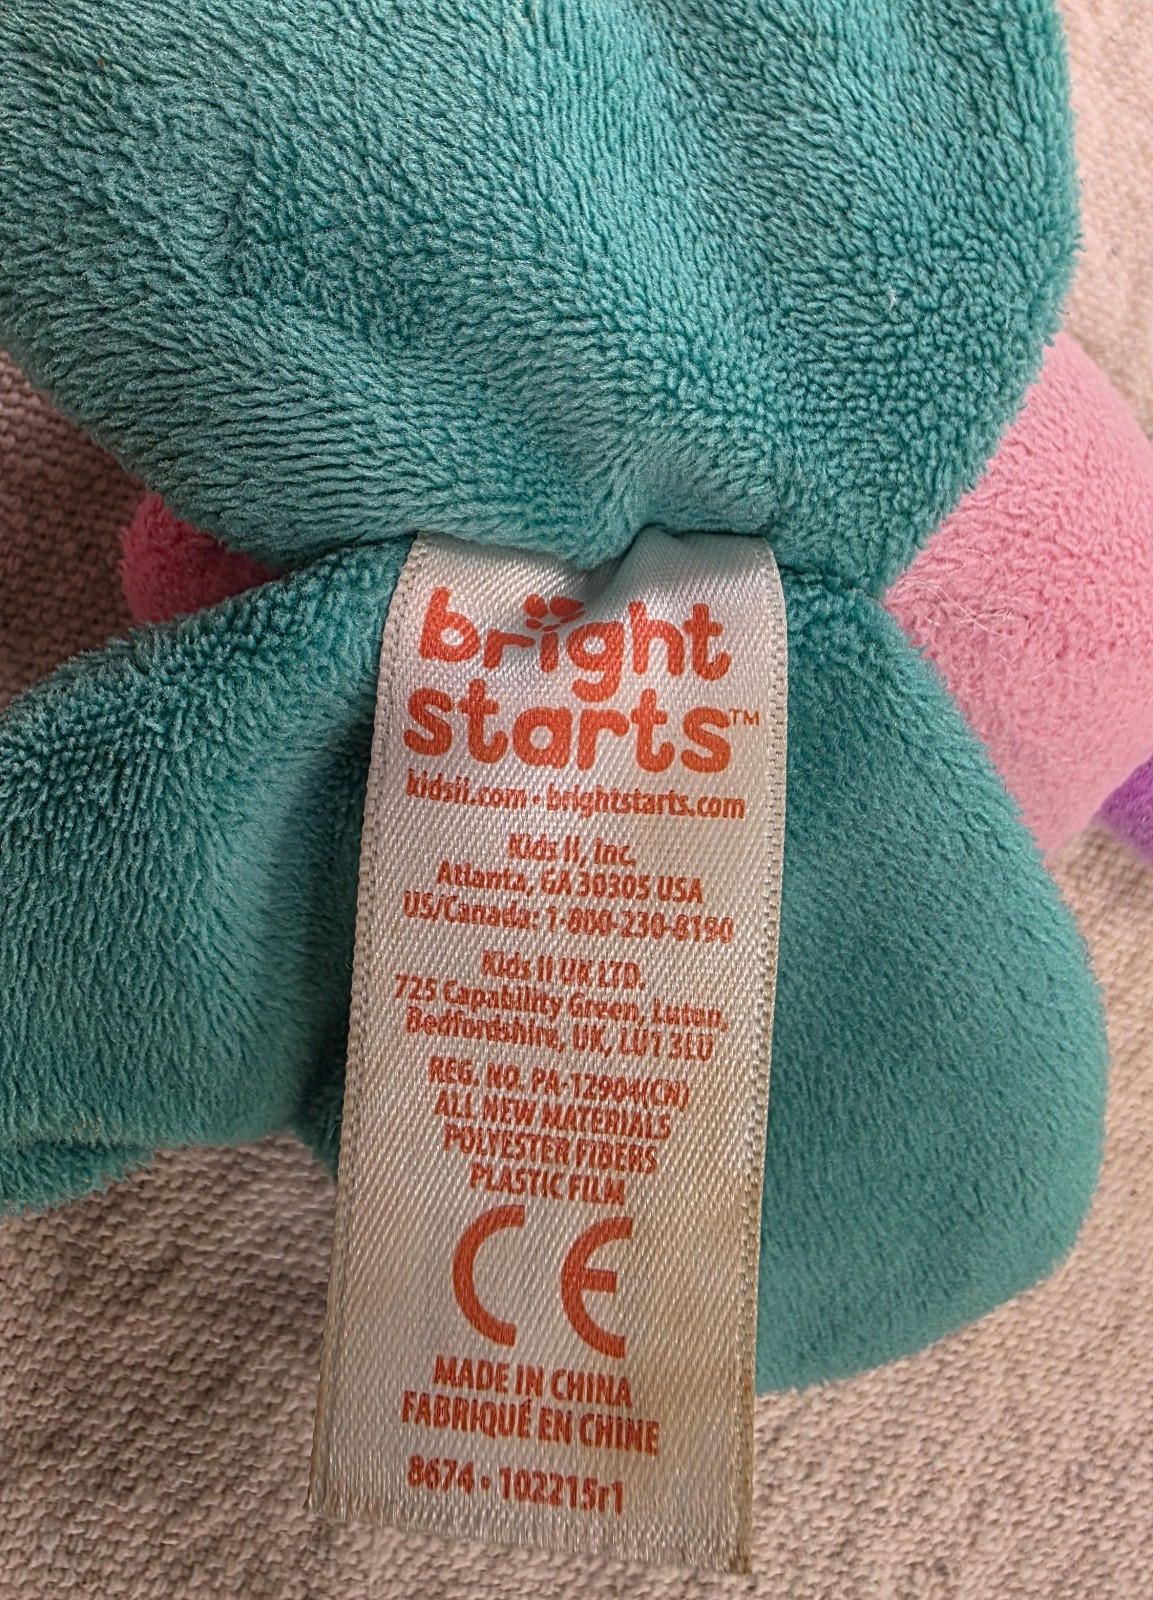 bright
starts™
kidsii.com • brightstarts.com
Kids II, Inc.
Atlanta, GA 30305 USA
US/Canada: 1-800-230-8190
Kids II UK LTD.
725 Capability Green, Luton,
Bedfordshire, UK, LU1 3LU
REG. NO. PA-12904(CN)
ALL NEW MATERIALS
POLYESTER FIBERS
PLASTIC FILM
CE
MADE IN CHINA
FABRIQUÉ EN CHINE
8674 • 102215r1